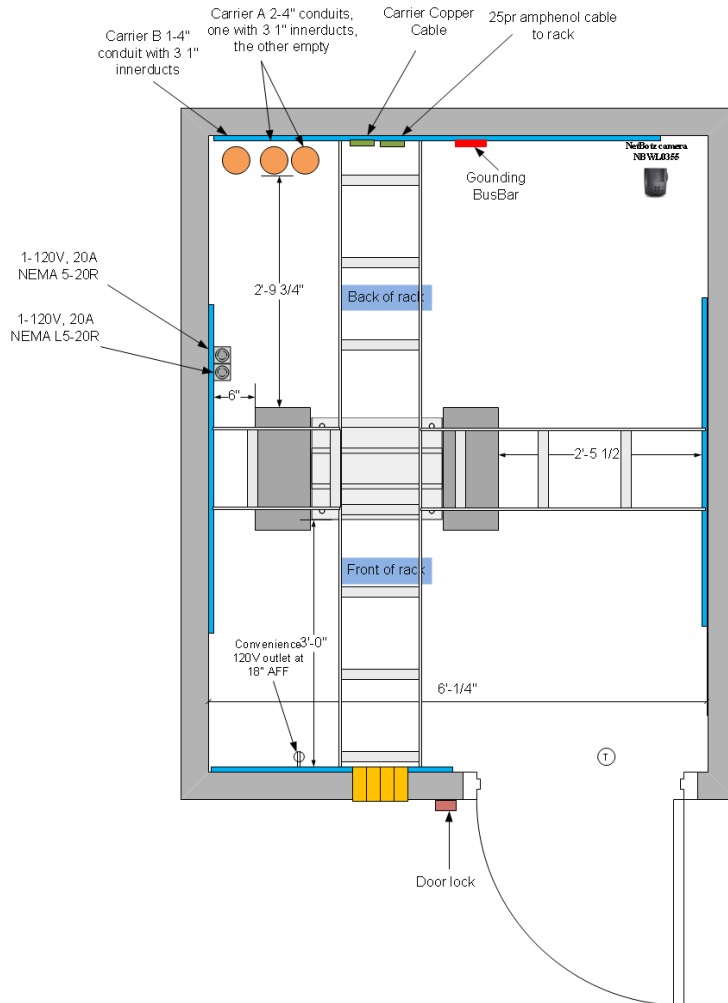 Carrier B 1-4"
conduit with 3 1"
innerducts
Carrier A 2-4" conduits,
one with 3 1" innerducts,
the other empty
Carrier Copper
Cable
25pr amphenol cable
to rack
NetBotz camera
NBWL0355
Gounding
BusBar
1-120V, 20A
NEMA 5-20R
1-120V, 20A
NEMA L5-20R
2'-9 3/4"
Back of rack
6"
2'-5 1/2
Front of rack
Convenience
120V outlet at
18" AFF
3'-0"
6'-1/4"
T
Door lock